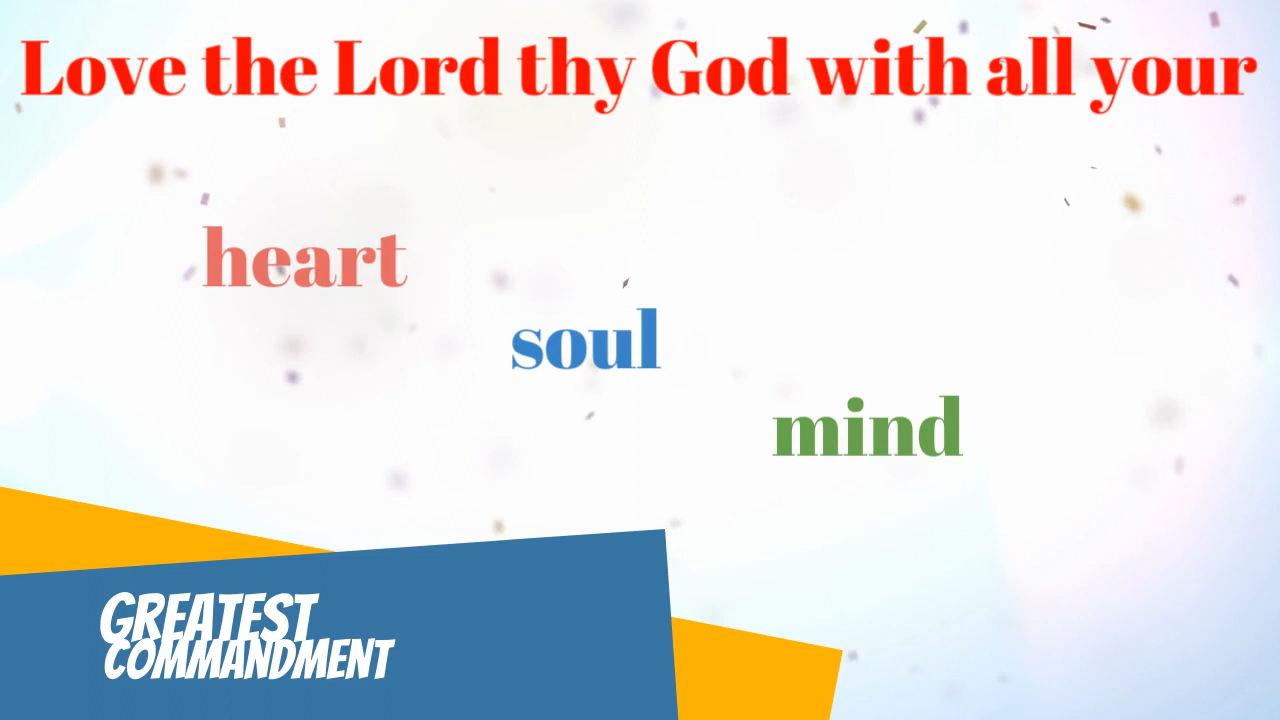 Love the Lord thy God with all your
heart
soul
mind
GREATEST
COMMANDMENT